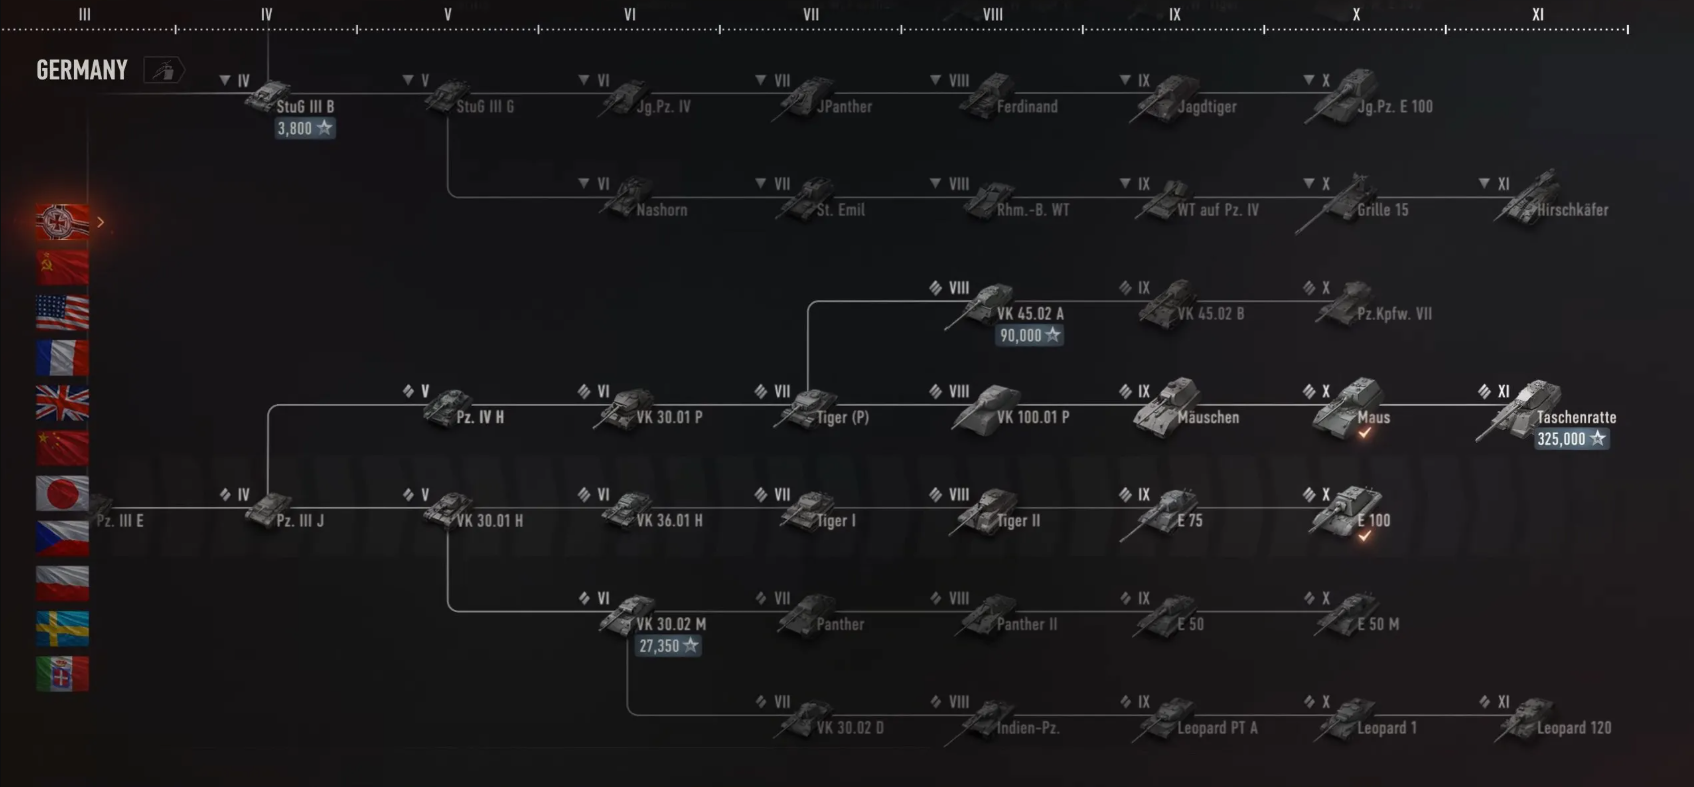 III IV V VI VII VIII IX X XI
GERMANY
IV V VI VII VIII IX X
StuG III B StuG III G Jg.Pz. IV JPanther Ferdinand Jagdtiger Jg.Pz. E 100
3,800
VI VII VIII IX X XI
Nashorn St. Emil Rhm.-B. WT WT auf Pz. IV Grille 15 Hirschkäfer
VIII IX X
VK 45.02 A VK 45.02 B Pz.Kpfw. VII
90,000
V VI VII VIII IX X XI
Pz. IV H VK 30.01 P Tiger (P) VK 100.01 P Mäuschen Maus Taschenratte
325,000
IV V VI VII VIII IX X
Pz. III E Pz. III J VK 30.01 H VK 36.01 H Tiger I Tiger II E 75 E 100
VI VII VIII IX X
VK 30.02 M Panther Panther II E 50 E 50 M
27,350
VII VIII IX X XI
VK 30.02 D Indien-Pz. Leopard PT A Leopard 1 Leopard 120